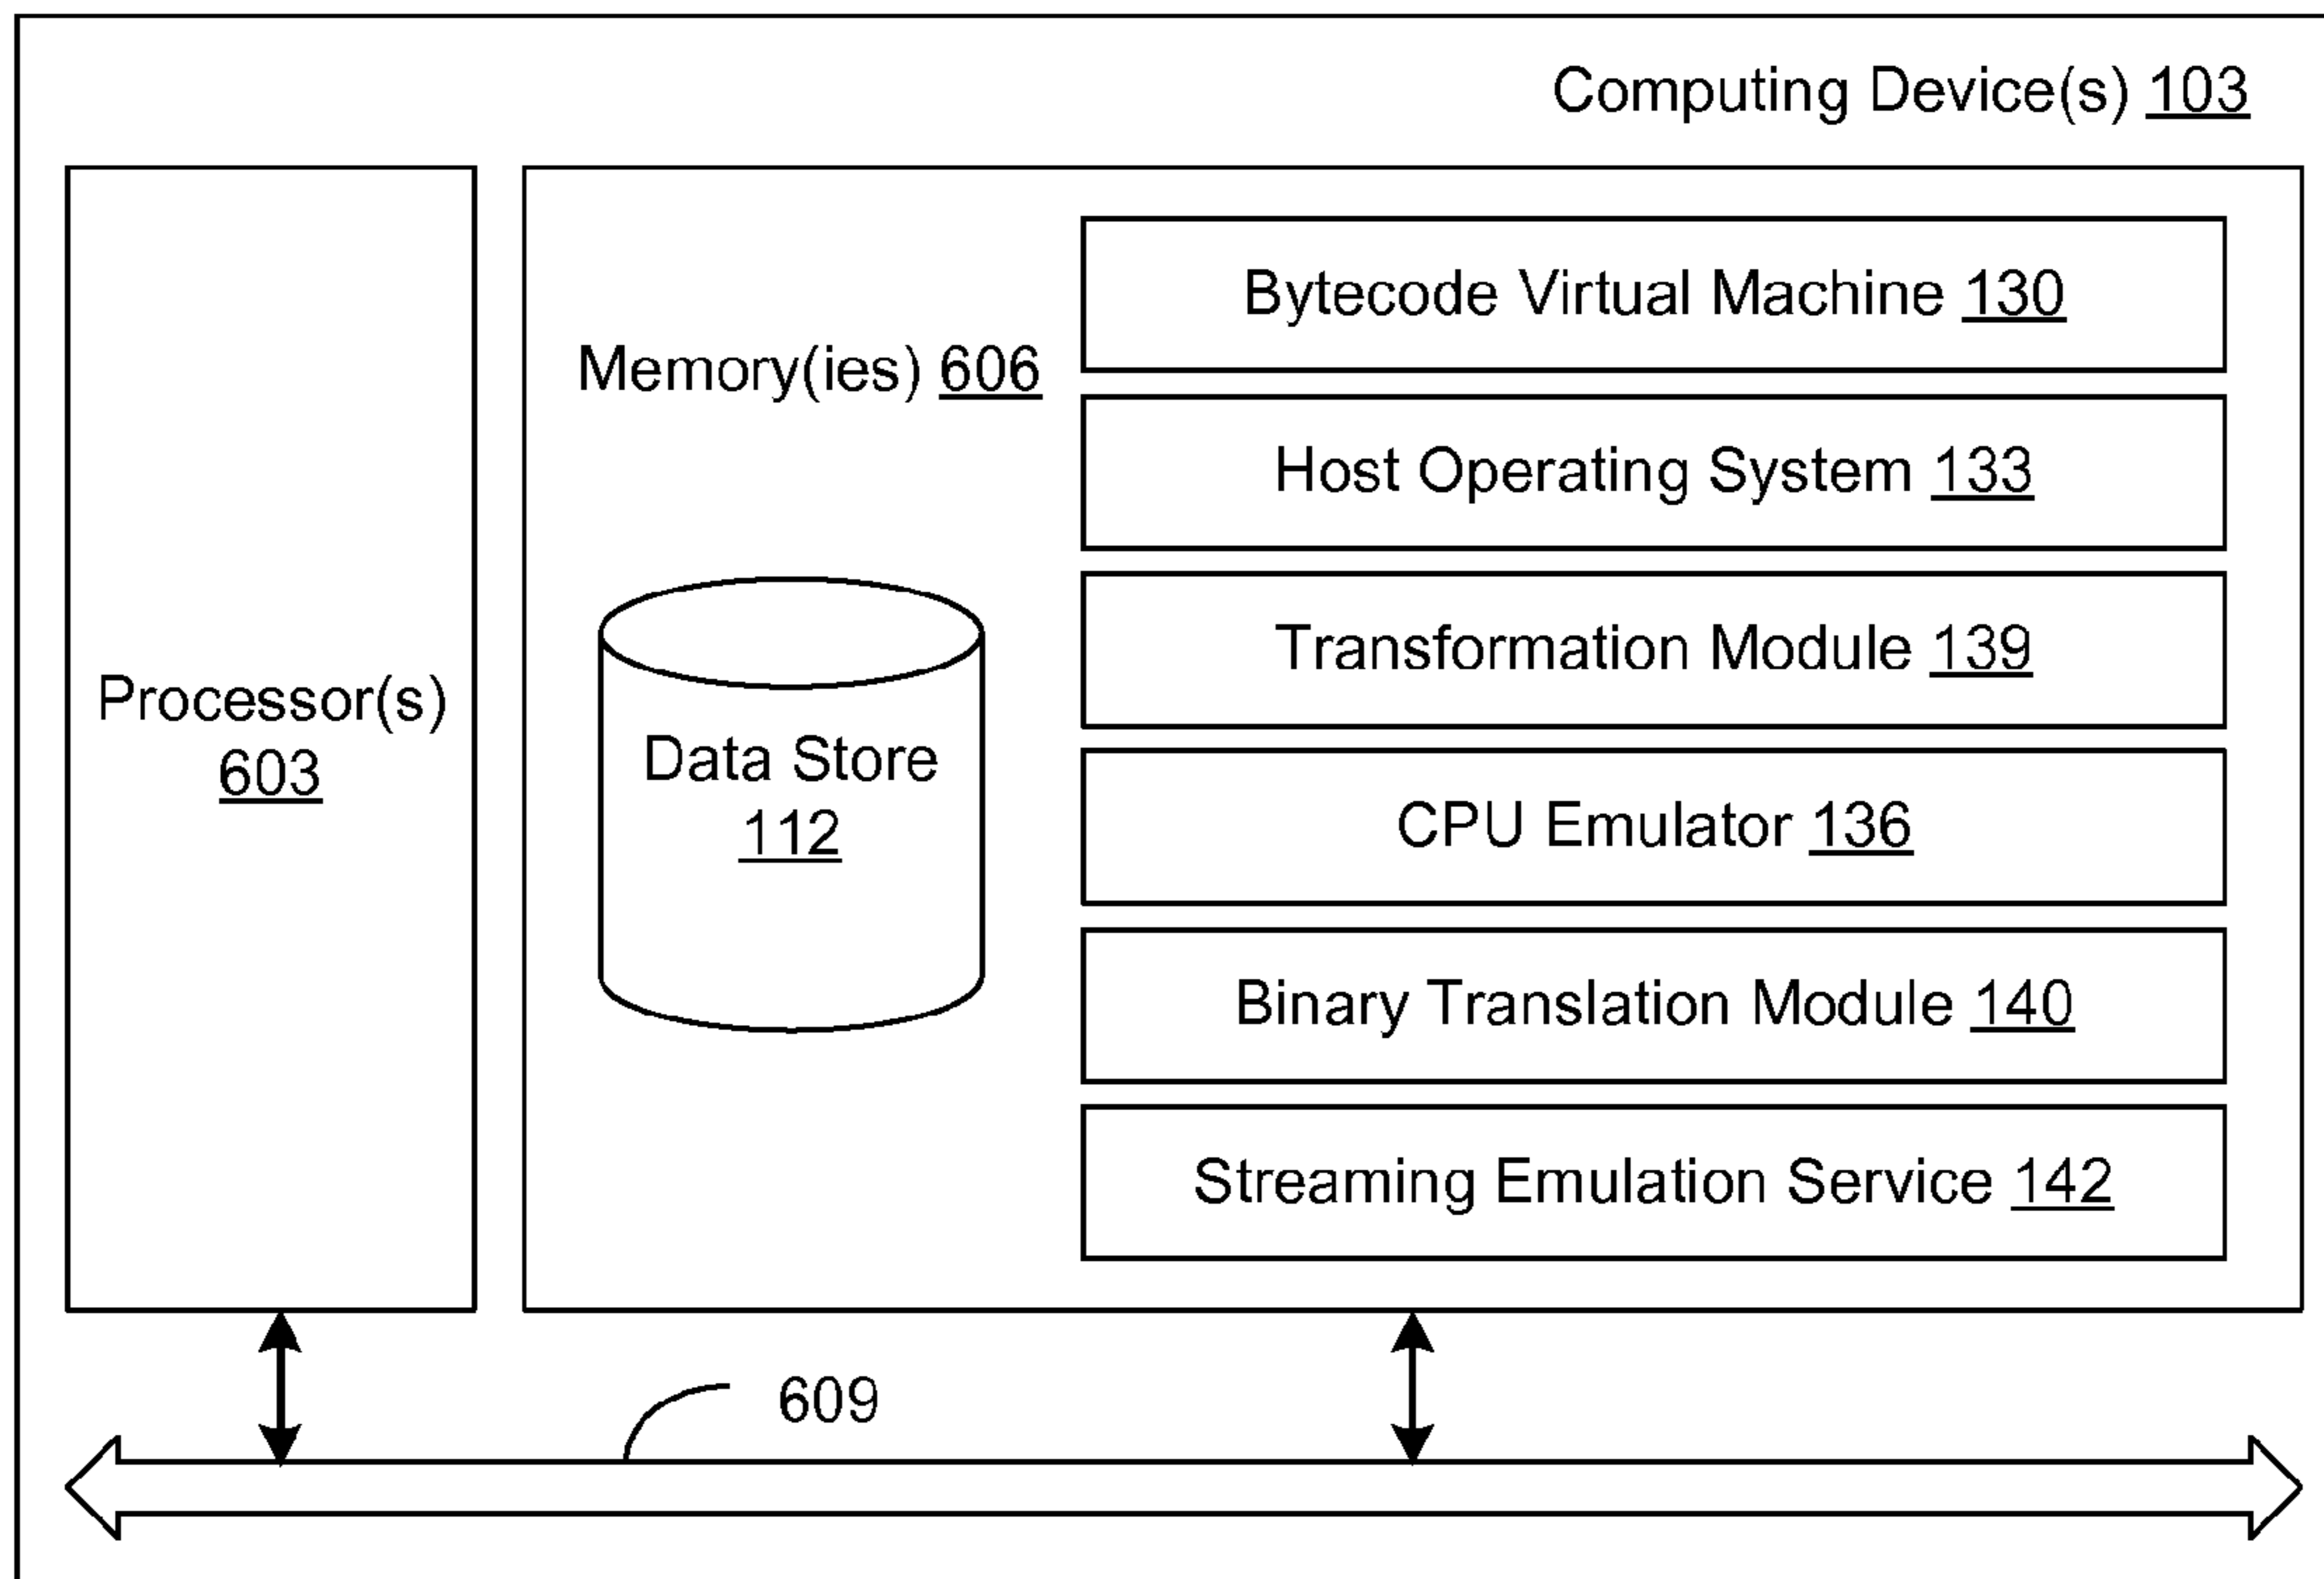 Computing Device(s) 103
Processor(s)
603
Memory(ies) 606
Data Store
112
Bytecode Virtual Machine 130
Host Operating System 133
Transformation Module 139
CPU Emulator 136
Binary Translation Module 140
Streaming Emulation Service 142
609